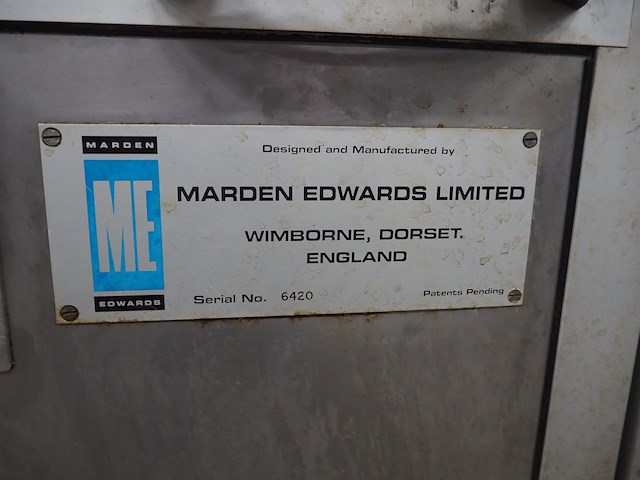 MARDEN
ME
EDWARDS
Designed and Manufactured by
MARDEN EDWARDS LIMITED
WIMBORNE, DORSET.
ENGLAND
Serial No. 6420
Patents Pending